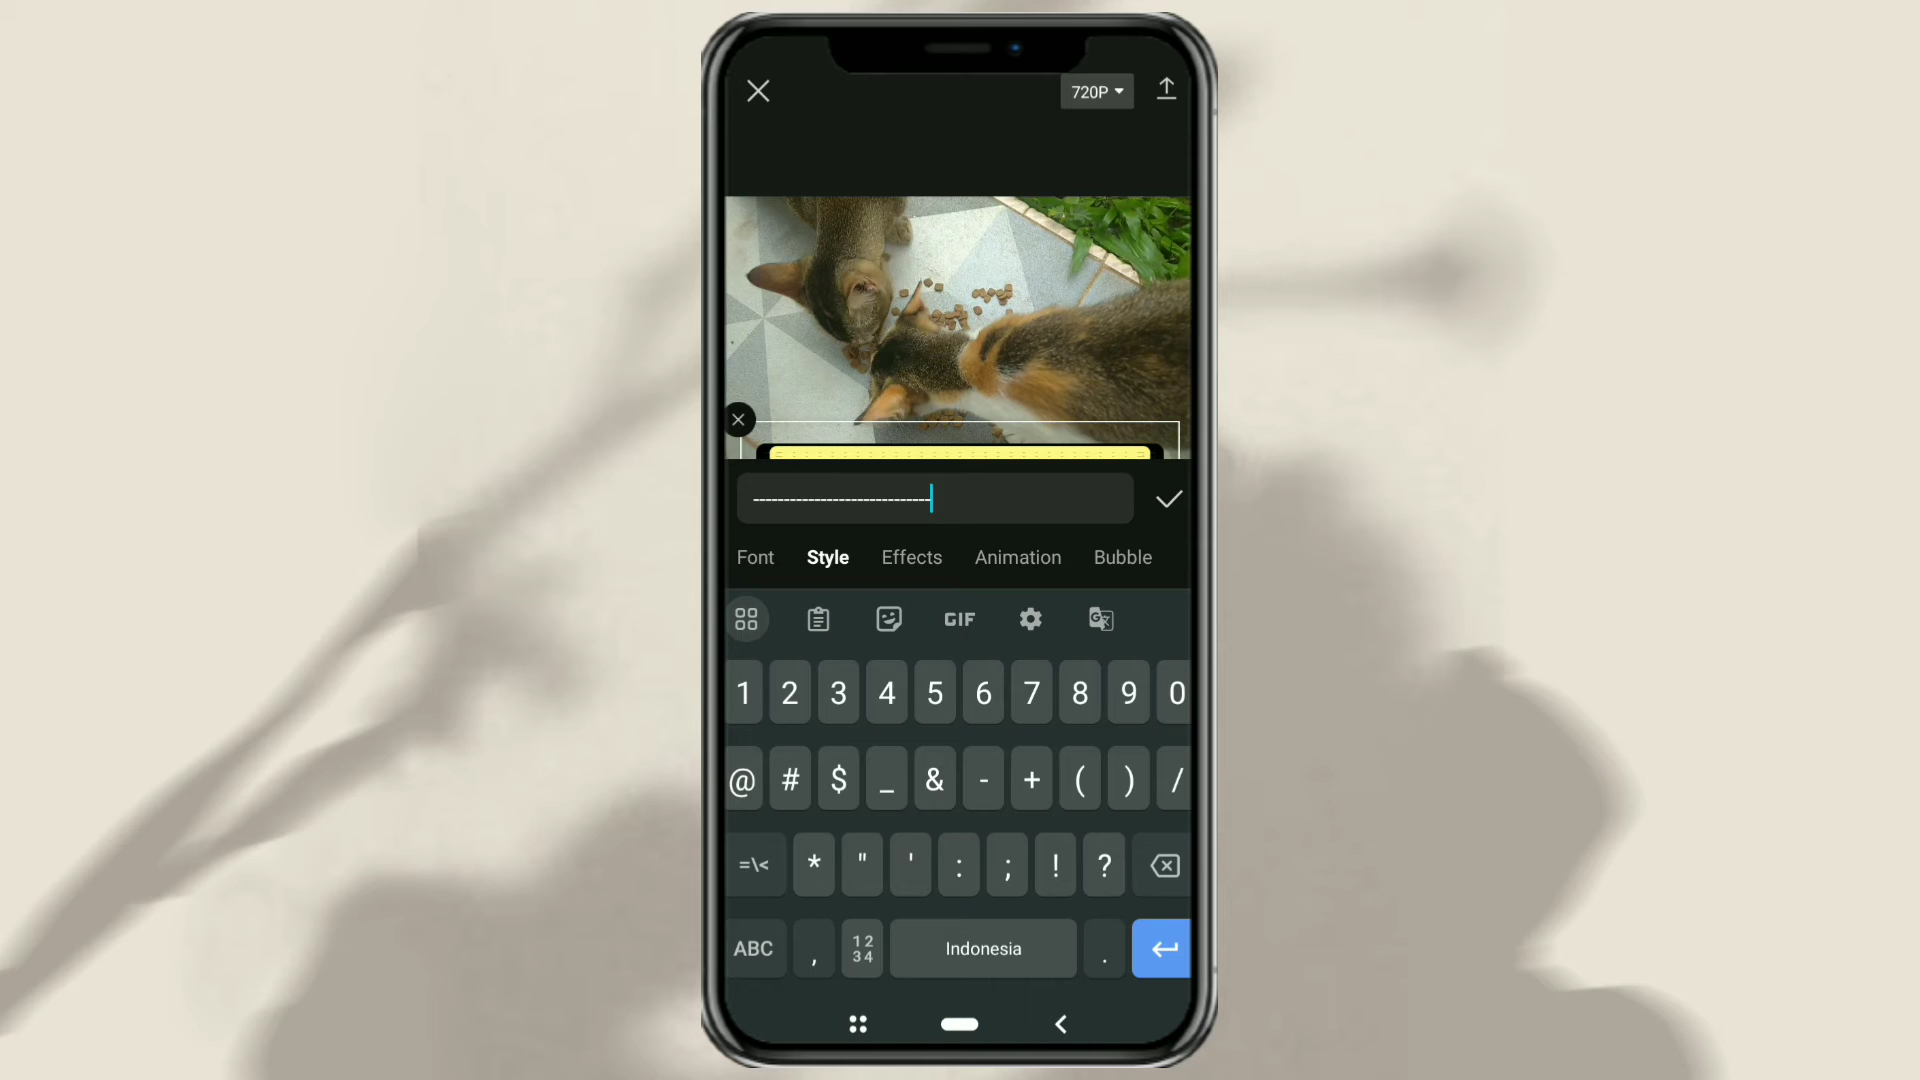 720P
-----------------------------
Font Style Effects Animation Bubble
GIF
1 2 3 4 5 6 7 8 9 0
@ # $ _ & - + ( ) /
=\< * " ' : ; ! ?
ABC , 12 34 Indonesia .